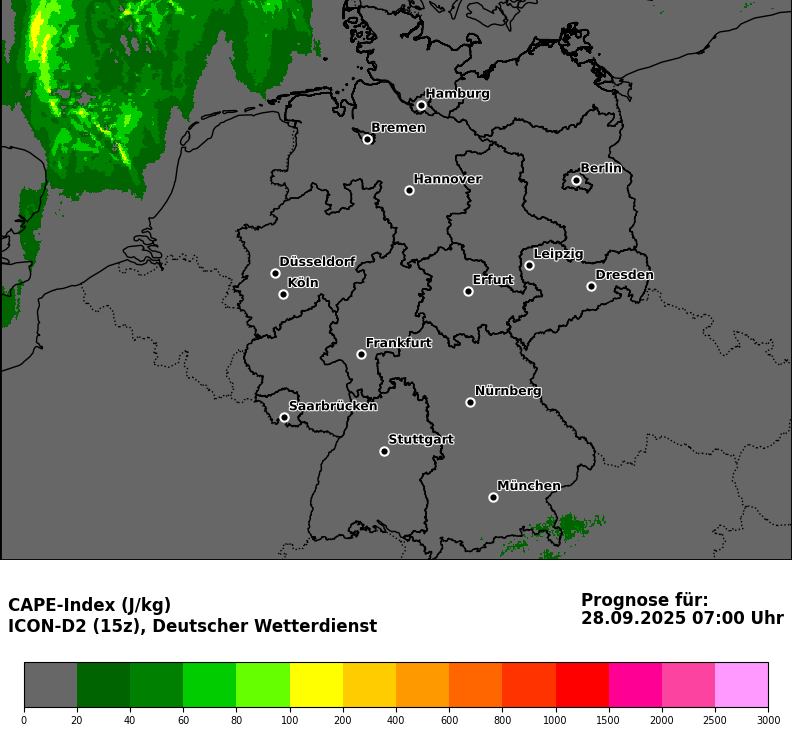 Hamburg
Bremen
Berlin
Hannover
Leipzig
Düsseldorf
Dresden
Köln
Erfurt
Frankfurt
Nürnberg
Saarbrücken
Stuttgart
München
CAPE-Index (J/kg)
ICON-D2 (15z), Deutscher Wetterdienst
Prognose für:
28.09.2025 07:00 Uhr
0 20 40 60 80 100 200 400 600 800 1000 1500 2000 2500 3000